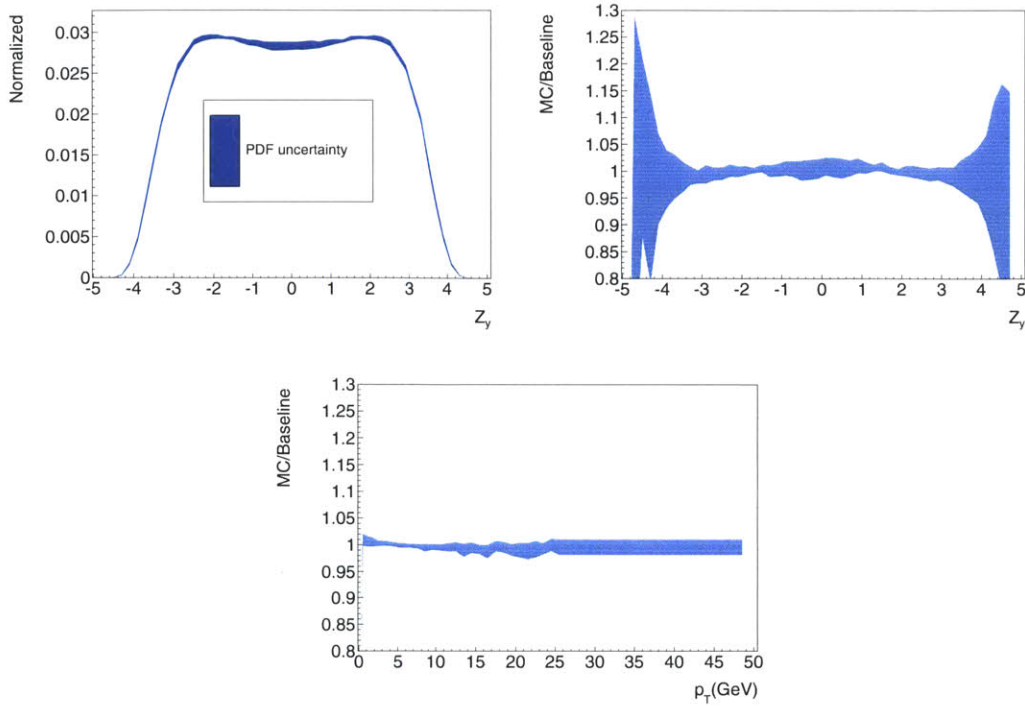 Normalized
0.03
0.025
0.02
0.015
0.01
0.005
0
PDF uncertainty
-5 -4 -3 -2 -1 0 1 2 3 4 5
Z_y
MC/Baseline
1.3
1.25
1.2
1.15
1.1
1.05
1
0.95
0.9
0.85
0.8
-5 -4 -3 -2 -1 0 1 2 3 4 5
Z_y
MC/Baseline
1.3
1.25
1.2
1.15
1.1
1.05
1
0.95
0.9
0.85
0.8
0 5 10 15 20 25 30 35 40 45 50
p_T(GeV)